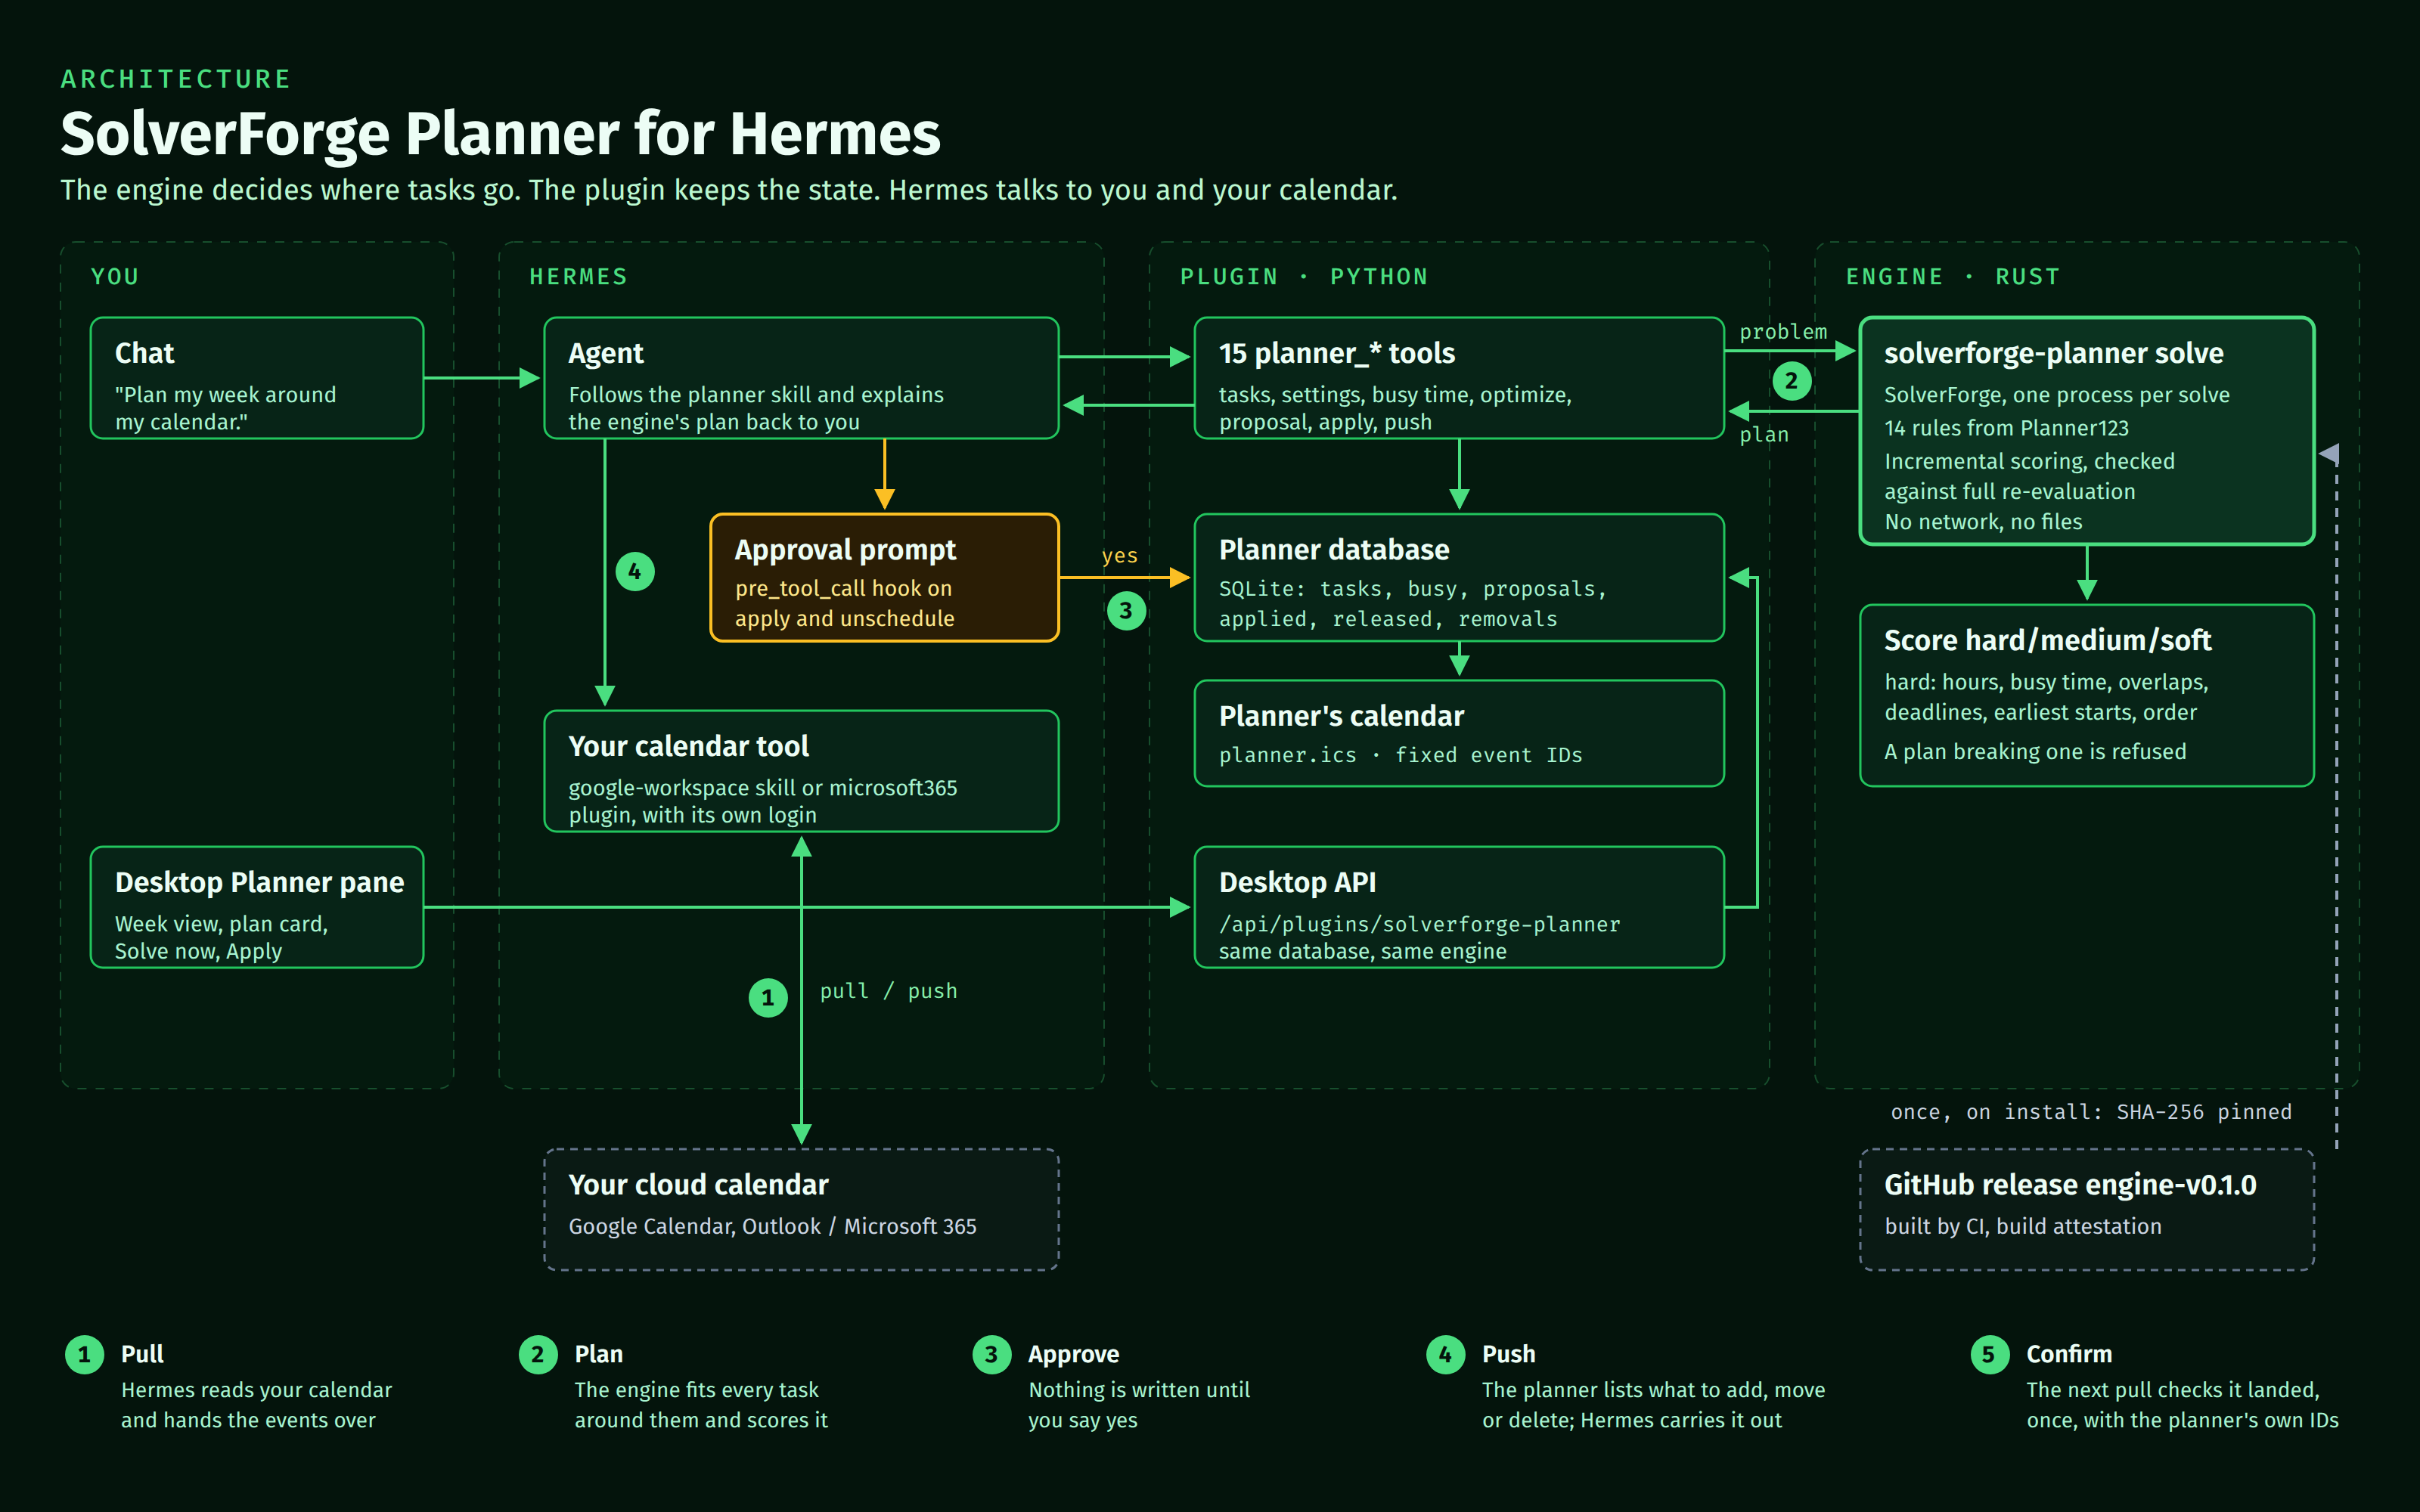 ARCHITECTURE
SolverForge Planner for Hermes
The engine decides where tasks go. The plugin keeps the state. Hermes talks to you and your calendar.
YOU
Chat
"Plan my week around
my calendar."
Desktop Planner pane
Week view, plan card,
Solve now, Apply
HERMES
Agent
Follows the planner skill and explains
the engine's plan back to you
4
Approval prompt
pre_tool_call hook on
apply and unschedule
yes
3
Your calendar tool
google-workspace skill or microsoft365
plugin, with its own login
1
pull / push
PLUGIN · PYTHON
15 planner_* tools
tasks, settings, busy time, optimize,
proposal, apply, push
problem
2
plan
Planner database
SQLite: tasks, busy, proposals,
applied, released, removals
Planner's calendar
planner.ics · fixed event IDs
Desktop API
/api/plugins/solverforge-planner
same database, same engine
ENGINE · RUST
solverforge-planner solve
SolverForge, one process per solve
14 rules from Planner123
Incremental scoring, checked
against full re-evaluation
No network, no files
Score hard/medium/soft
hard: hours, busy time, overlaps,
deadlines, earliest starts, order
A plan breaking one is refused
once, on install: SHA-256 pinned
Your cloud calendar
Google Calendar, Outlook / Microsoft 365
GitHub release engine-v0.1.0
built by CI, build attestation
1 Pull
Hermes reads your calendar
and hands the events over
2 Plan
The engine fits every task
around them and scores it
3 Approve
Nothing is written until
you say yes
4 Push
The planner lists what to add, move
or delete; Hermes carries it out
5 Confirm
The next pull checks it landed,
once, with the planner's own IDs